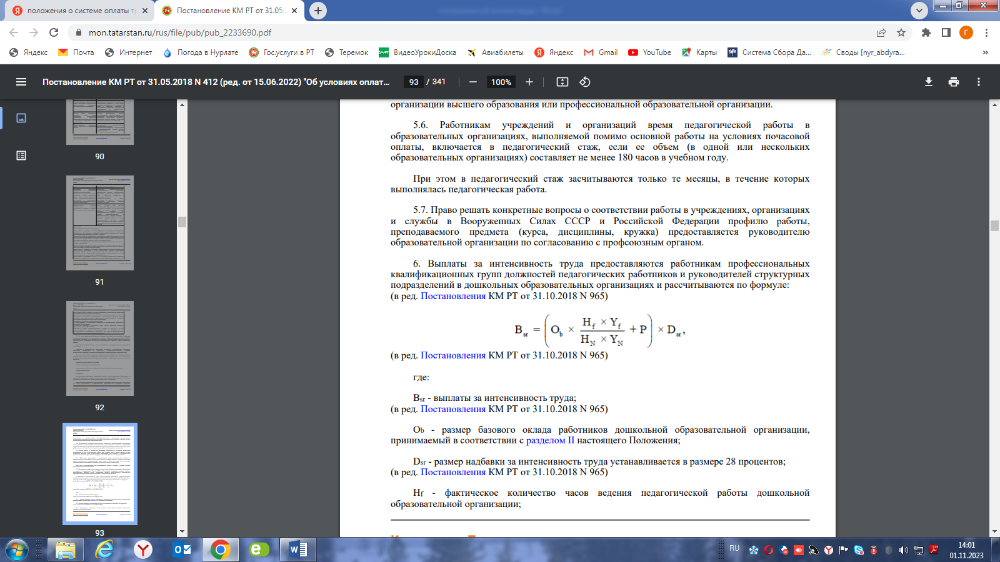 положения о системе оплаты тр
Постановление КМ РТ от 31.05.
mon.tatarstan.ru/rus/file/pub/pub_2233690.pdf
Г
Яндекс Почта Интернет Погода в Нурлате Гос.услуги в РТ Теремок ВидеоУрокиДоска Авиабилеты Яндекс Gmail YouTube Карты Система Сбора Да... Своды [nyr_abdyra... »
Постановление КМ РТ от 31.05.2018 N 412 (ред. от 15.06.2022) "Об условиях оплат... 93 / 341 100%
организации высшего образования или профессиональной образовательной организации.
5.6. Работникам учреждений и организаций время педагогической работы в
образовательных организациях, выполняемой помимо основной работы на условиях почасовой
оплаты, включается в педагогический стаж, если ее объем (в одной или нескольких
образовательных организациях) составляет не менее 180 часов в учебном году.
При этом в педагогический стаж засчитываются только те месяцы, в течение которых
выполнялась педагогическая работа.
5.7. Право решать конкретные вопросы о соответствии работы в учреждениях, организациях
и службы в Вооруженных Силах СССР и Российской Федерации профилю работы,
преподаваемого предмета (курса, дисциплины, кружка) предоставляется руководителю
образовательной организации по согласованию с профсоюзным органом.
6. Выплаты за интенсивность труда предоставляются работникам профессиональных
квалификационных групп должностей педагогических работников и руководителей структурных
подразделений в дошкольных образовательных организациях и рассчитываются по формуле:
(в ред. Постановления КМ РТ от 31.10.2018 N 965)
B_sr = (O_b × (H_f × Y_f)/(H_N × Y_N) + P) × D_sr,
(в ред. Постановления КМ РТ от 31.10.2018 N 965)
где:
Bsr - выплаты за интенсивность труда;
(в ред. Постановления КМ РТ от 31.10.2018 N 965)
Ob - размер базового оклада работников дошкольной образовательной организации,
принимаемый в соответствии с разделом II настоящего Положения;
Dsr - размер надбавки за интенсивность труда устанавливается в размере 28 процентов;
(в ред. Постановления КМ РТ от 31.10.2018 N 965)
Hf - фактическое количество часов ведения педагогической работы дошкольной
образовательной организации;
90
91
92
93
RU
14:01
01.11.2023